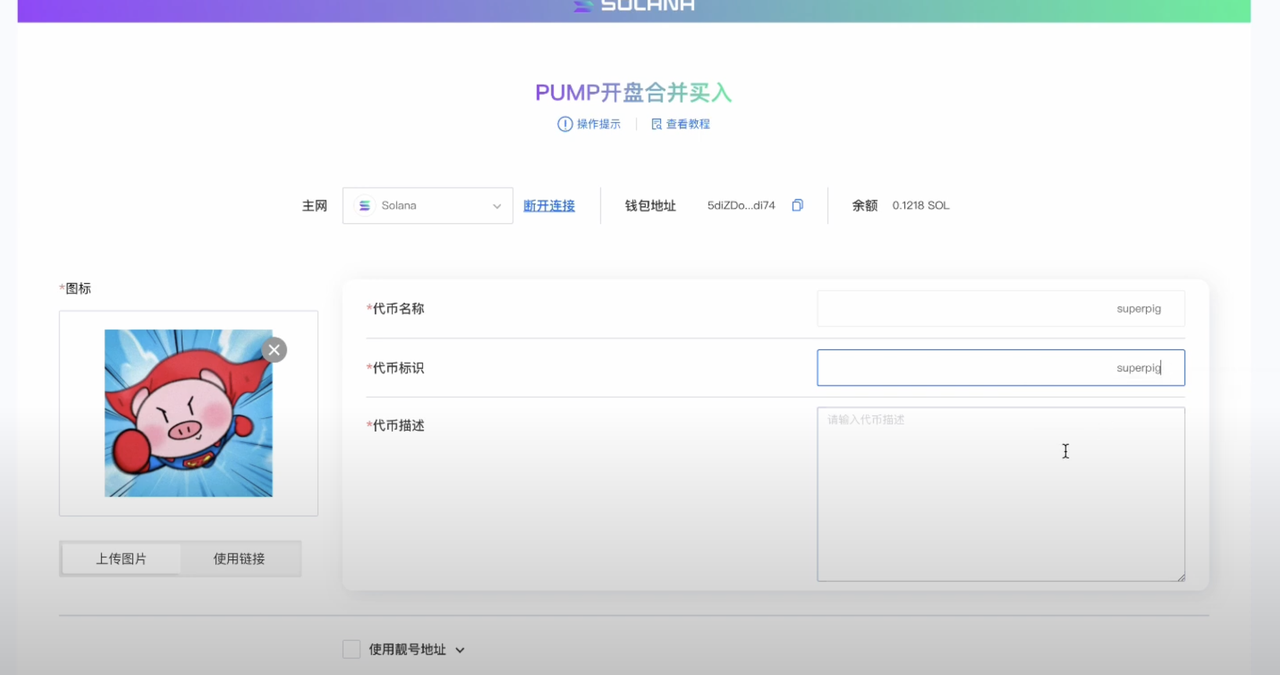 SOLANA
PUMP开盘合并买入
操作提示 查看教程
主网 Solana 断开连接 钱包地址 5diZDo...di74 余额 0.1218 SOL
*图标
*代币名称 superpig
*代币标识 superpig
*代币描述 请输入代币描述
上传图片 使用链接
使用靓号地址